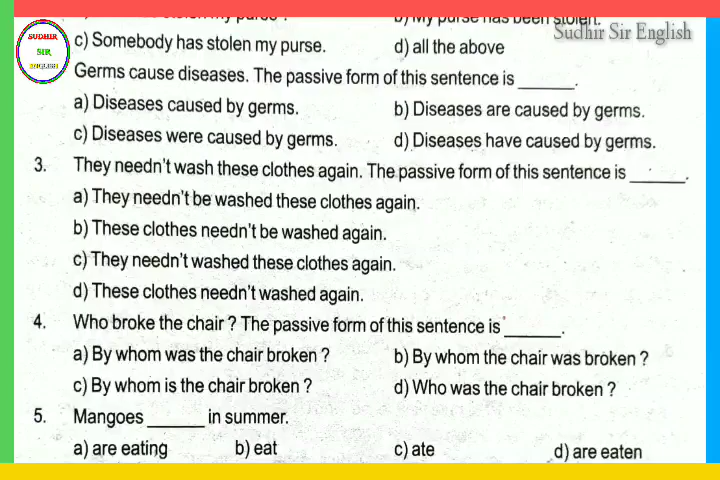 b) My purse has been stolen.
Sudhir Sir English
SUDHIR
SIR
ENGLISH
c) Somebody has stolen my purse. d) all the above
Germs cause diseases. The passive form of this sentence is ______.
a) Diseases caused by germs. b) Diseases are caused by germs.
c) Diseases were caused by germs. d) Diseases have caused by germs.
3. They needn't wash these clothes again. The passive form of this sentence is ______.
a) They needn't be washed these clothes again.
b) These clothes needn't be washed again.
c) They needn't washed these clothes again.
d) These clothes needn't washed again.
4. Who broke the chair ? The passive form of this sentence is ______.
a) By whom was the chair broken ? b) By whom the chair was broken ?
c) By whom is the chair broken ? d) Who was the chair broken ?
5. Mangoes ______ in summer.
a) are eating b) eat c) ate d) are eaten